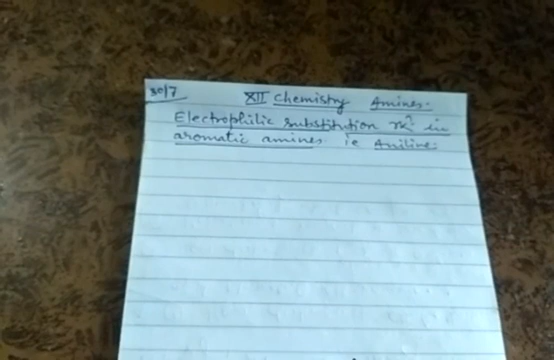 30/7
XII Chemistry Amines.
Electrophilic substitution rxⁿ in
aromatic amines ie Aniline.